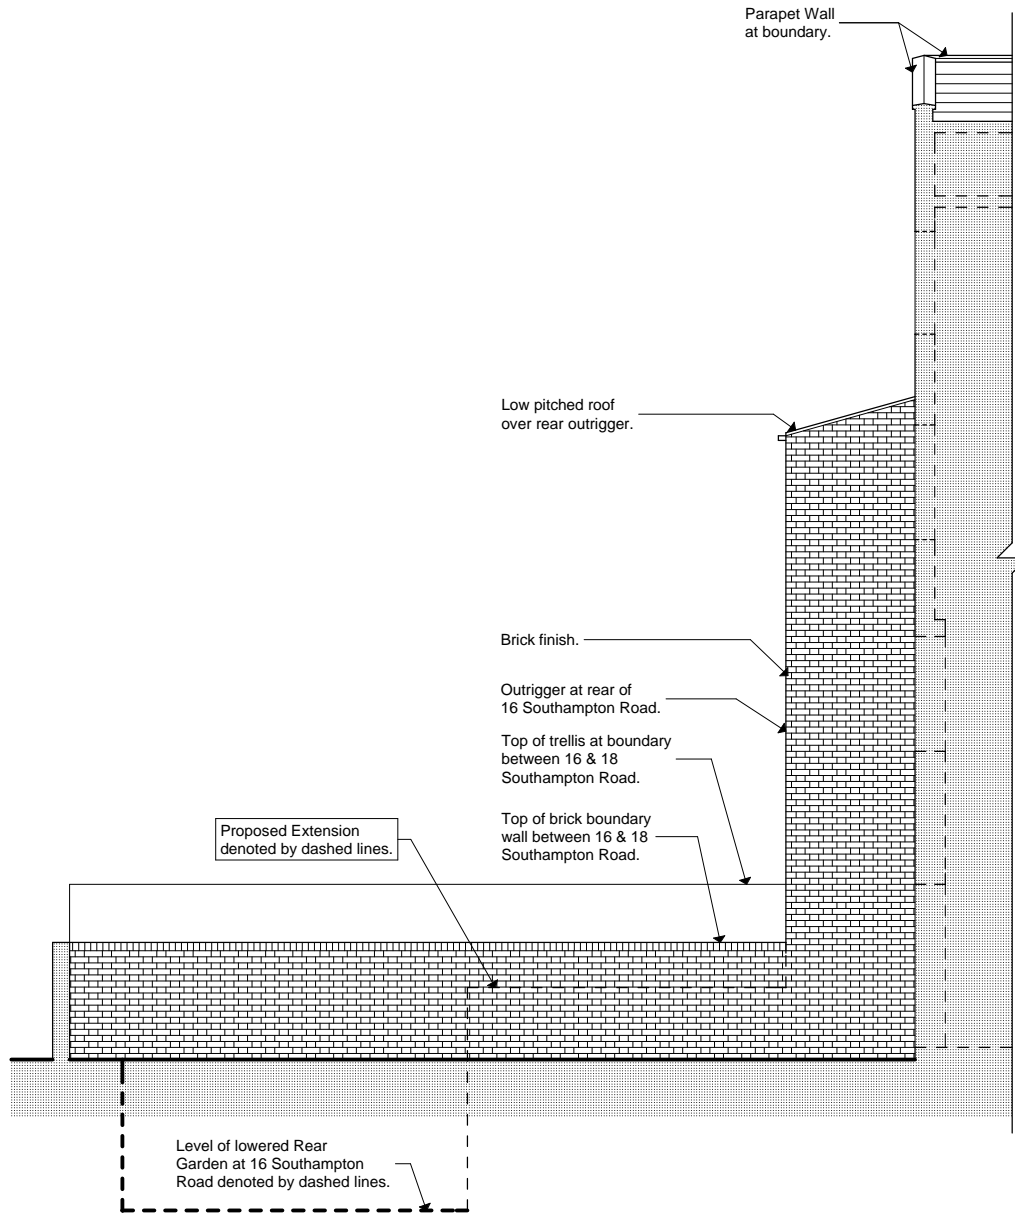 Parapet Wall
at boundary.
Low pitched roof
over rear outrigger.
Brick finish.
Outrigger at rear of
16 Southampton Road.
Top of trellis at boundary
between 16 & 18
Southampton Road.
Top of brick boundary
wall between 16 & 18
Southampton Road.
Proposed Extension
denoted by dashed lines.
Level of lowered Rear
Garden at 16 Southampton
Road denoted by dashed lines.